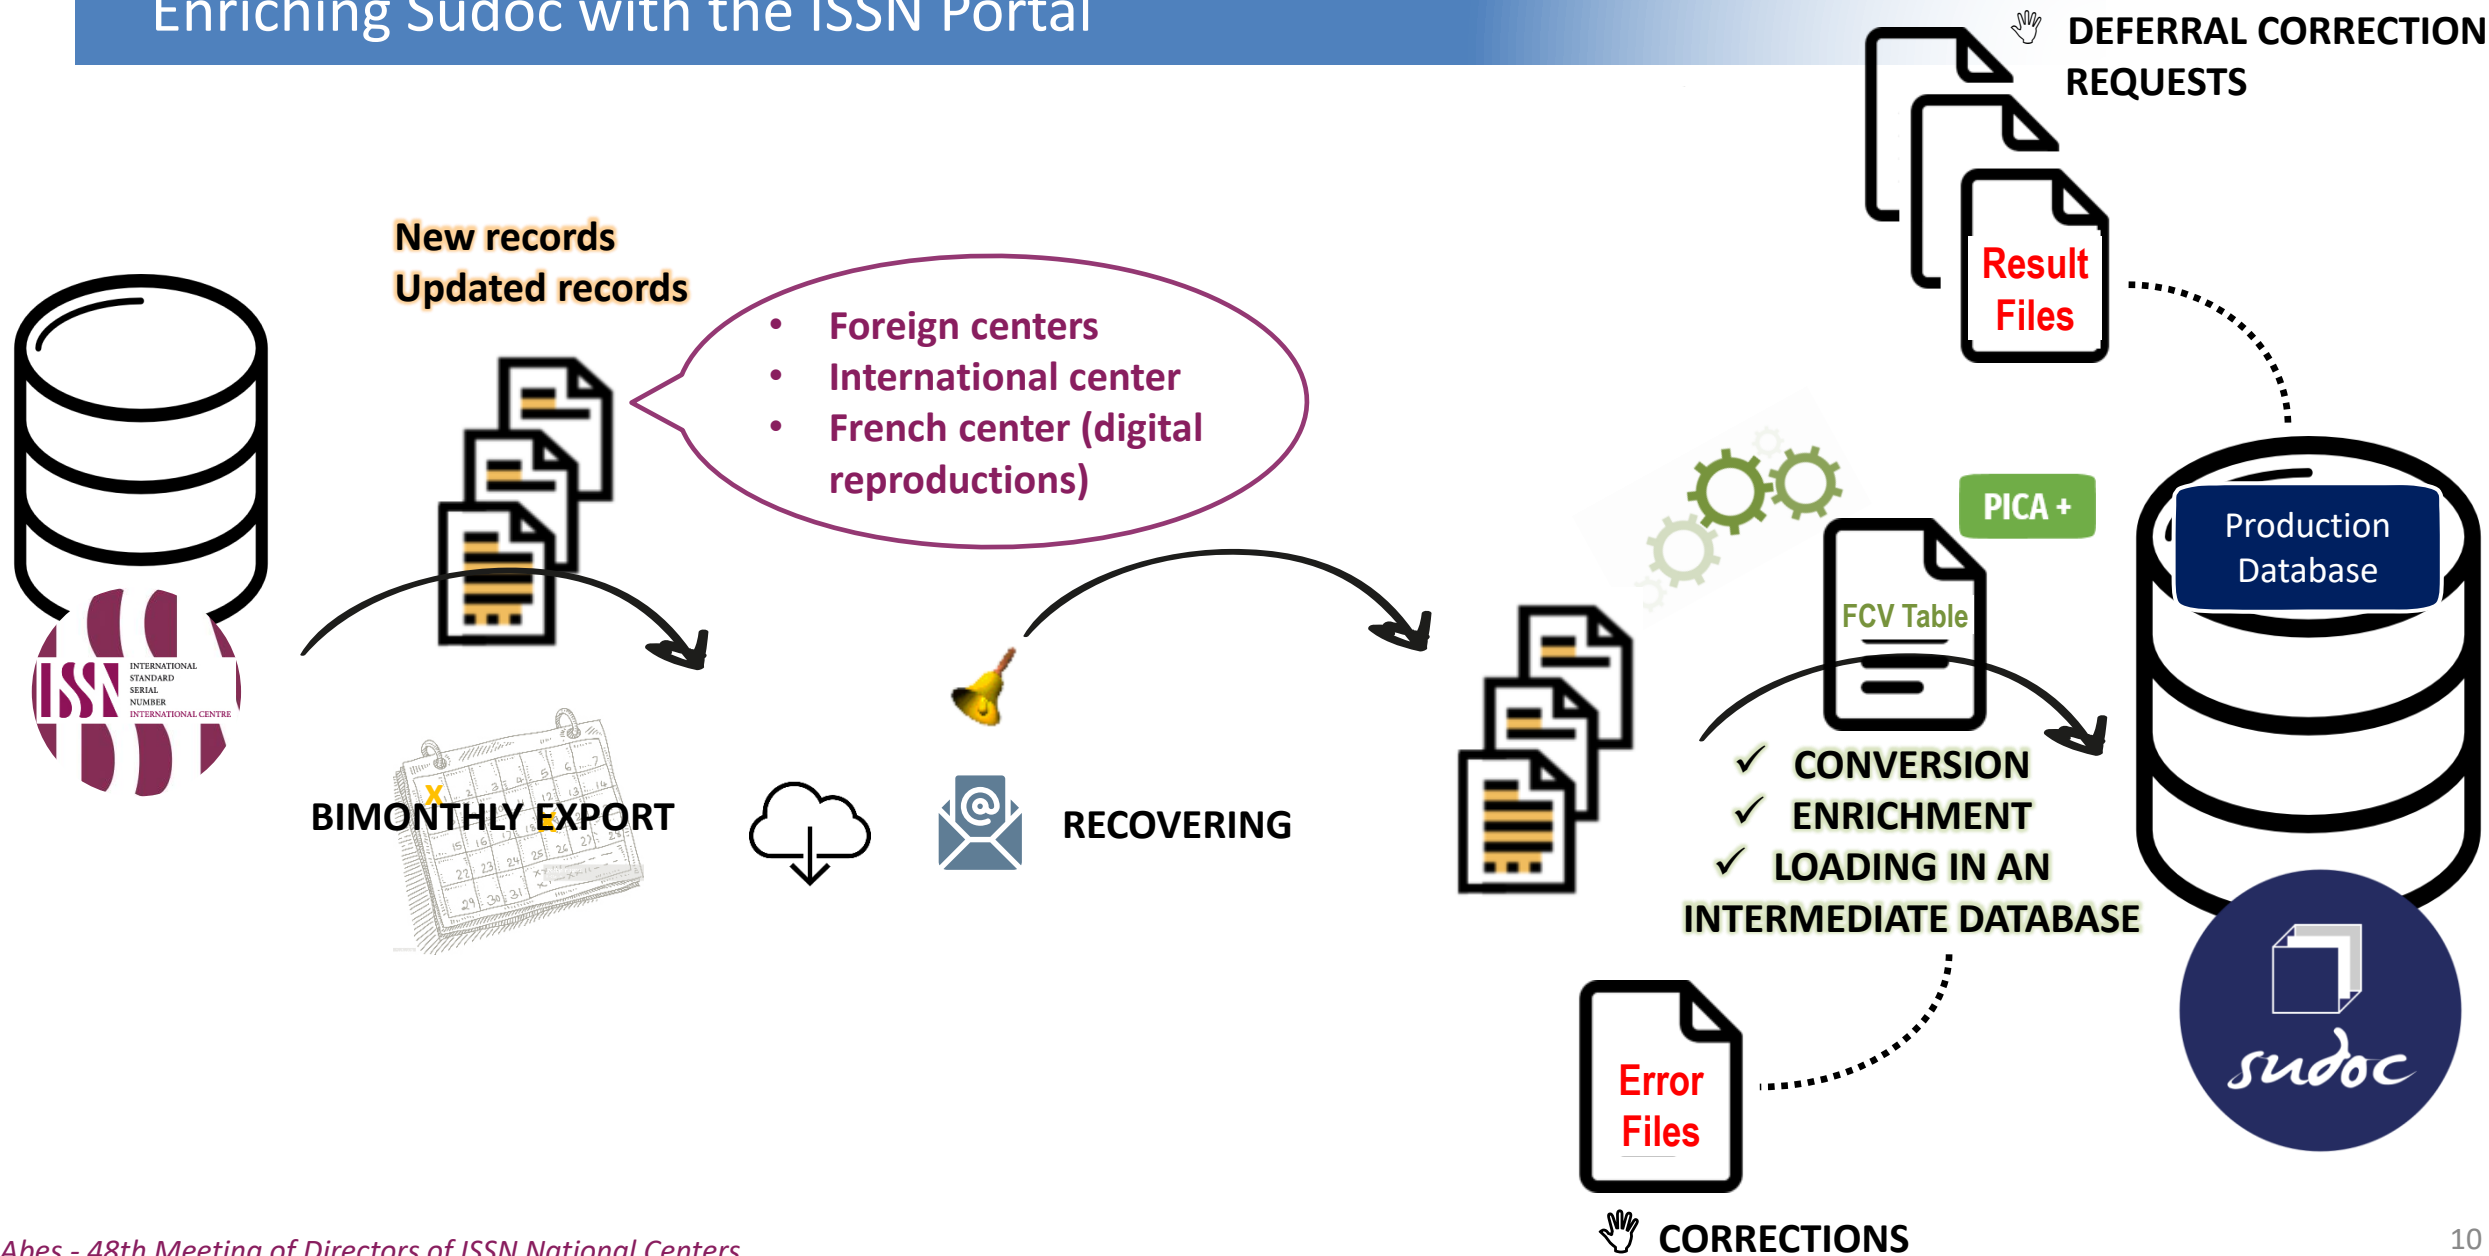 Enriching Sudoc with the ISSN Portal
DEFERRAL CORRECTION
REQUESTS
New records
Updated records
• Foreign centers
• International center
• French center (digital
reproductions)
Result
Files
PICA +
FCV Table
Production
Database
ISSN
INTERNATIONAL
STANDARD
SERIAL
NUMBER
INTERNATIONAL CENTRE
BIMONTHLY EXPORT
RECOVERING
✓ CONVERSION
✓ ENRICHMENT
✓ LOADING IN AN
INTERMEDIATE DATABASE
Error
Files
sudoc
CORRECTIONS
Abes - 48th Meeting of Directors of ISSN National Centers
10